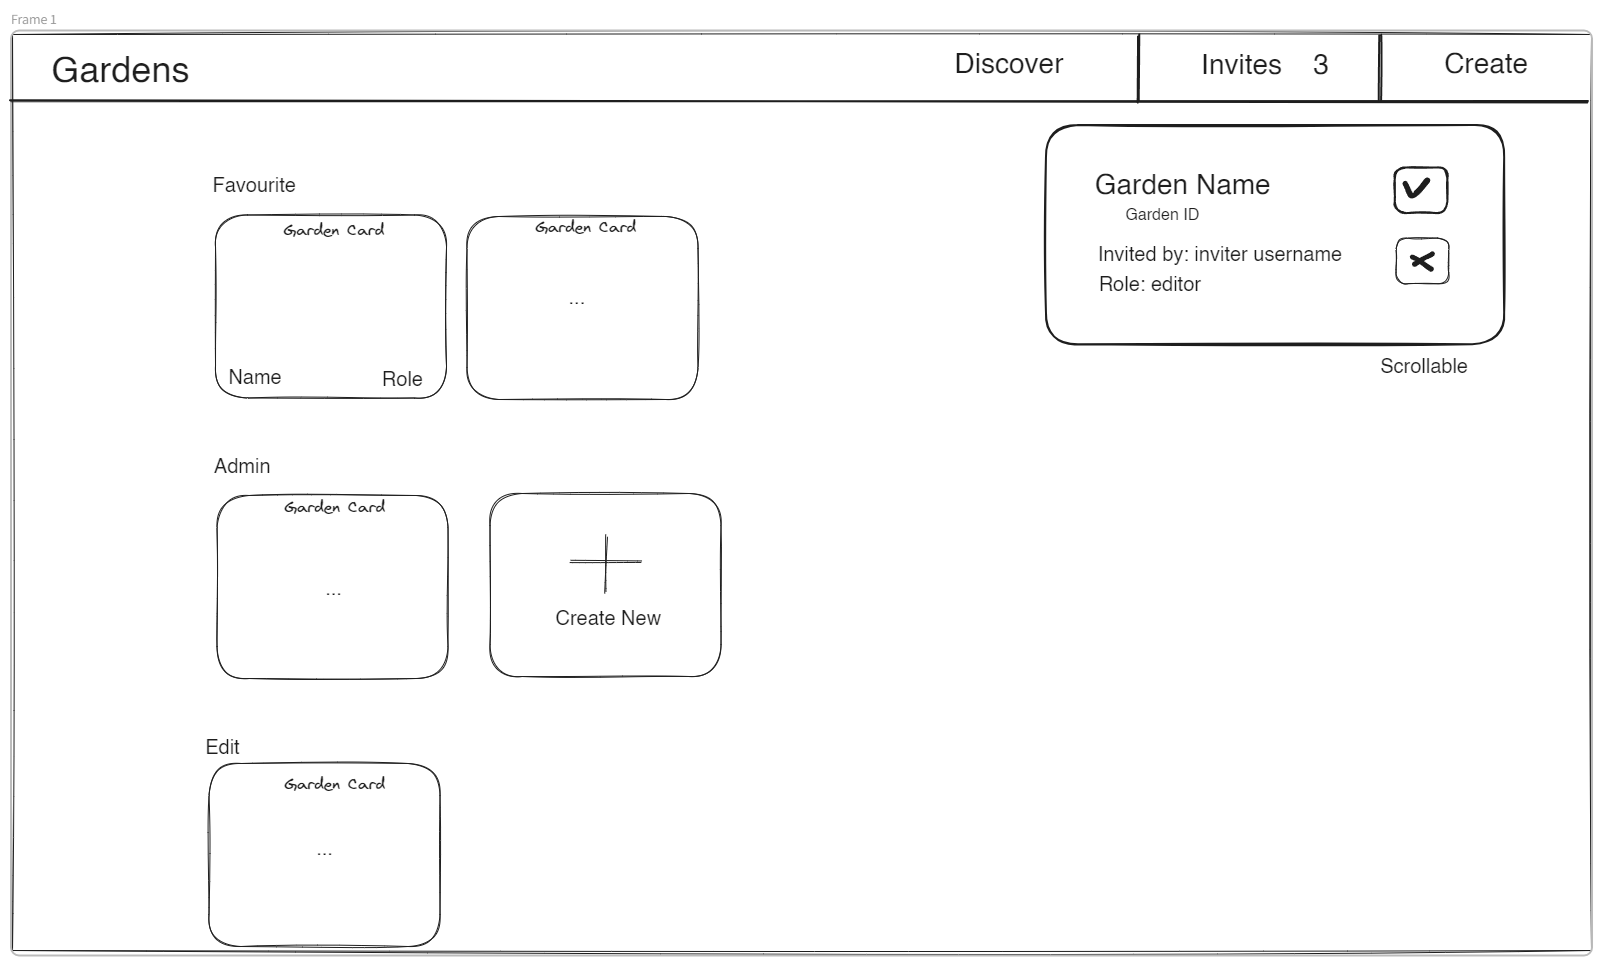 Frame 1
Gardens
Discover
Invites 3
Create
Favourite
Garden Card
Name
Role
Garden Card
...
Admin
Garden Card
...
Create New
Edit
Garden Card
...
Garden Name
Garden ID
Invited by: inviter username
Role: editor
Scrollable